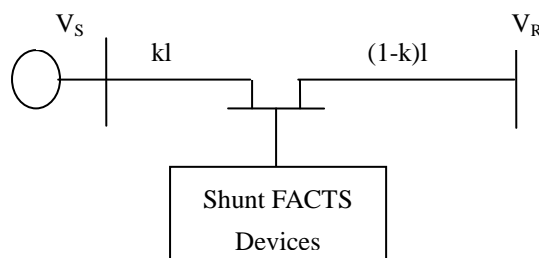 V_S
V_R
kl
(1-k)l
Shunt FACTS
Devices